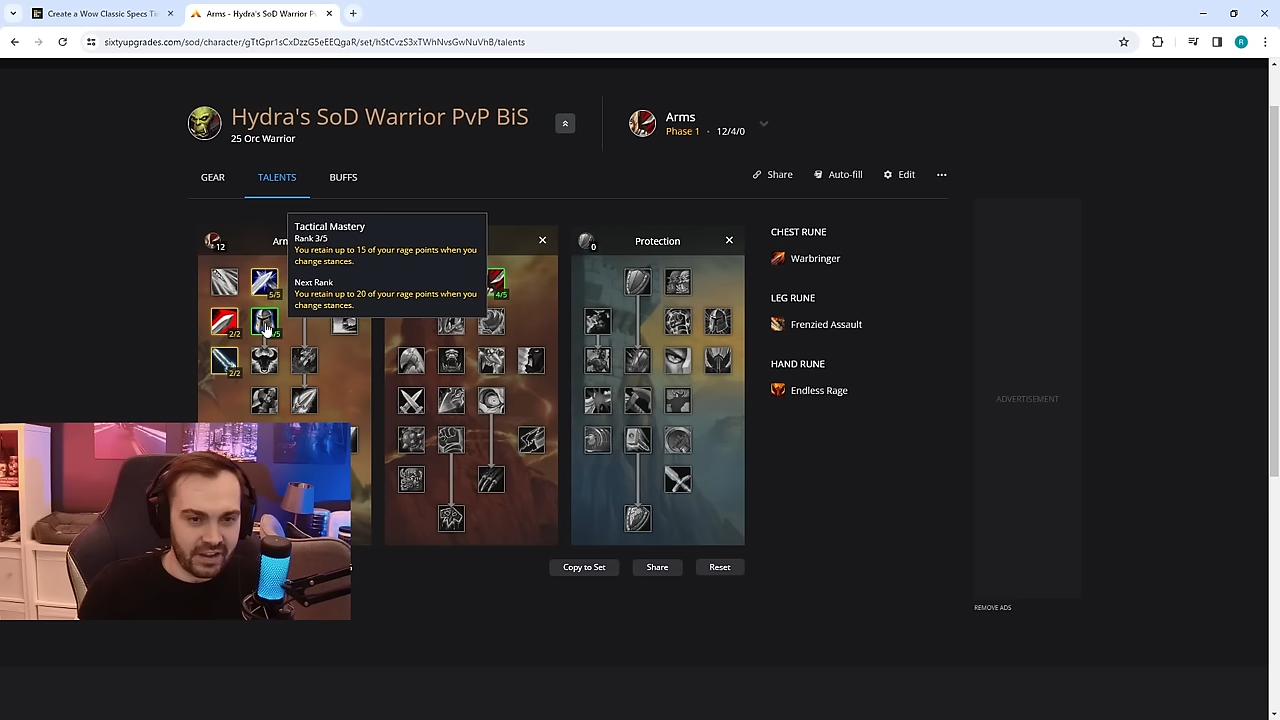 Create a Wow Classic Specs Tie
Arms - Hydra's SoD Warrior P
sixtyupgrades.com/sod/character/gTtGpr1sCxDzzG5eEEQgaR/set/hStCvzS3xTWhNvsGwNuVhB/talents
R
Hydra's SoD Warrior PvP BiS
25 Orc Warrior
Arms
Phase 1 · 12/4/0
GEAR
TALENTS
BUFFS
Share
Auto-fill
Edit
12
Arm
Tactical Mastery
Rank 3/5
You retain up to 15 of your rage points when you
change stances.
Next Rank
You retain up to 20 of your rage points when you
change stances.
0
Protection
5/5
4/5
2/2
/5
2/2
CHEST RUNE
Warbringer
LEG RUNE
Frenzied Assault
HAND RUNE
Endless Rage
ADVERTISEMENT
REMOVE ADS
Copy to Set
Share
Reset